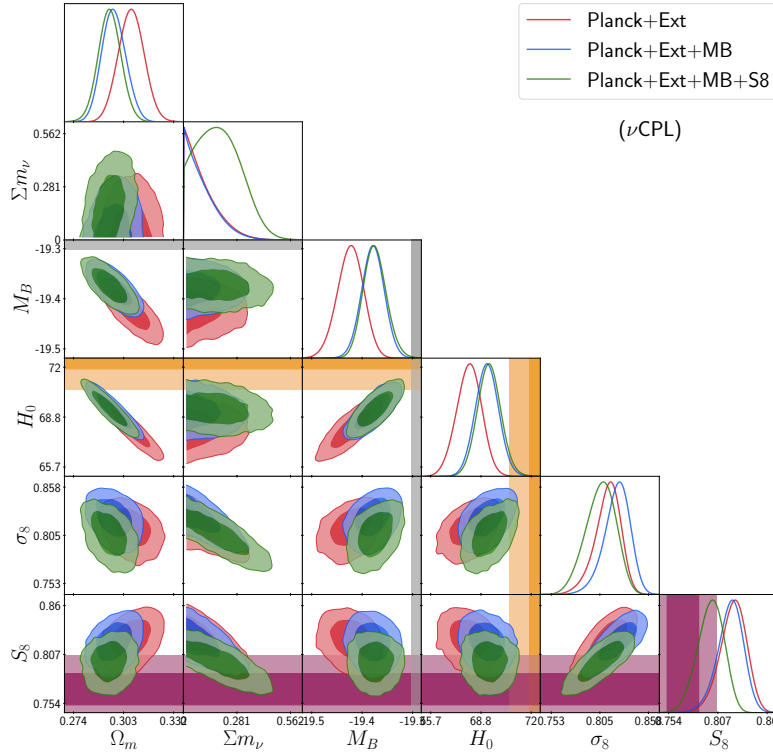 Planck+Ext
Planck+Ext+MB
Planck+Ext+MB+S8
(νCPL)
0.562
0.281
0
Σm_ν
-19.3
-19.4
-19.5
M_B
72
68.8
65.7
H_0
0.858
0.805
0.753
σ_8
0.86
0.807
0.754
S_8
0.274 0.303 0.330 0.281 0.562 -19.5 -19.4 68.8 0.805 0.754 0.807
Ω_m Σm_ν M_B H_0 σ_8 S_8